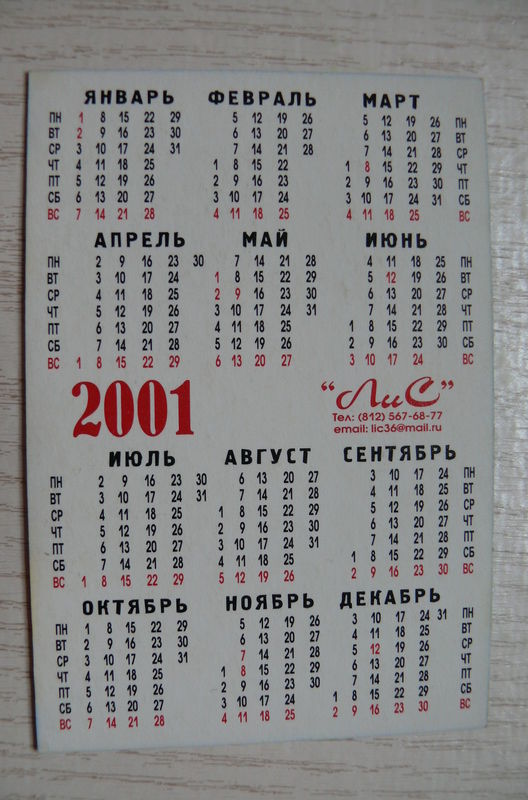 ЯНВАРЬ ФЕВРАЛЬ МАРТ
ПН 1 8 15 22 29 5 12 19 26 5 12 19 26 ПН
ВТ 2 9 16 23 30 6 13 20 27 6 13 20 27 ВТ
СР 3 10 17 24 31 7 14 21 28 7 14 21 28 СР
ЧТ 4 11 18 25 1 8 15 22 1 8 15 22 29 ЧТ
ПТ 5 12 19 26 2 9 16 23 2 9 16 23 30 ПТ
СБ 6 13 20 27 3 10 17 24 3 10 17 24 31 СБ
ВС 7 14 21 28 4 11 18 25 4 11 18 25 ВС
АПРЕЛЬ МАЙ ИЮНЬ
ПН 2 9 16 23 30 7 14 21 28 4 11 18 25 ПН
ВТ 3 10 17 24 1 8 15 22 29 5 12 19 26 ВТ
СР 4 11 18 25 2 9 16 23 30 6 13 20 27 СР
ЧТ 5 12 19 26 3 10 17 24 31 7 14 21 28 ЧТ
ПТ 6 13 20 27 4 11 18 25 1 8 15 22 29 ПТ
СБ 7 14 21 28 5 12 19 26 2 9 16 23 30 СБ
ВС 1 8 15 22 29 6 13 20 27 3 10 17 24 ВС
2001 "ЛиС"
Тел: (812) 567-68-77
email: lic36@mail.ru
ИЮЛЬ АВГУСТ СЕНТЯБРЬ
ПН 2 9 16 23 30 6 13 20 27 3 10 17 24 ПН
ВТ 3 10 17 24 31 7 14 21 28 4 11 18 25 ВТ
СР 4 11 18 25 1 8 15 22 29 5 12 19 26 СР
ЧТ 5 12 19 26 2 9 16 23 30 6 13 20 27 ЧТ
ПТ 6 13 20 27 3 10 17 24 31 7 14 21 28 ПТ
СБ 7 14 21 28 4 11 18 25 1 8 15 22 29 СБ
ВС 1 8 15 22 29 5 12 19 26 2 9 16 23 30 ВС
ОКТЯБРЬ НОЯБРЬ ДЕКАБРЬ
ПН 1 8 15 22 29 5 12 19 26 3 10 17 24 31 ПН
ВТ 2 9 16 23 30 6 13 20 27 4 11 18 25 ВТ
СР 3 10 17 24 31 7 14 21 28 5 12 19 26 СР
ЧТ 4 11 18 25 1 8 15 22 29 6 13 20 27 ЧТ
ПТ 5 12 19 26 2 9 16 23 30 7 14 21 28 ПТ
СБ 6 13 20 27 3 10 17 24 1 8 15 22 29 СБ
ВС 7 14 21 28 4 11 18 25 2 9 16 23 30 ВС